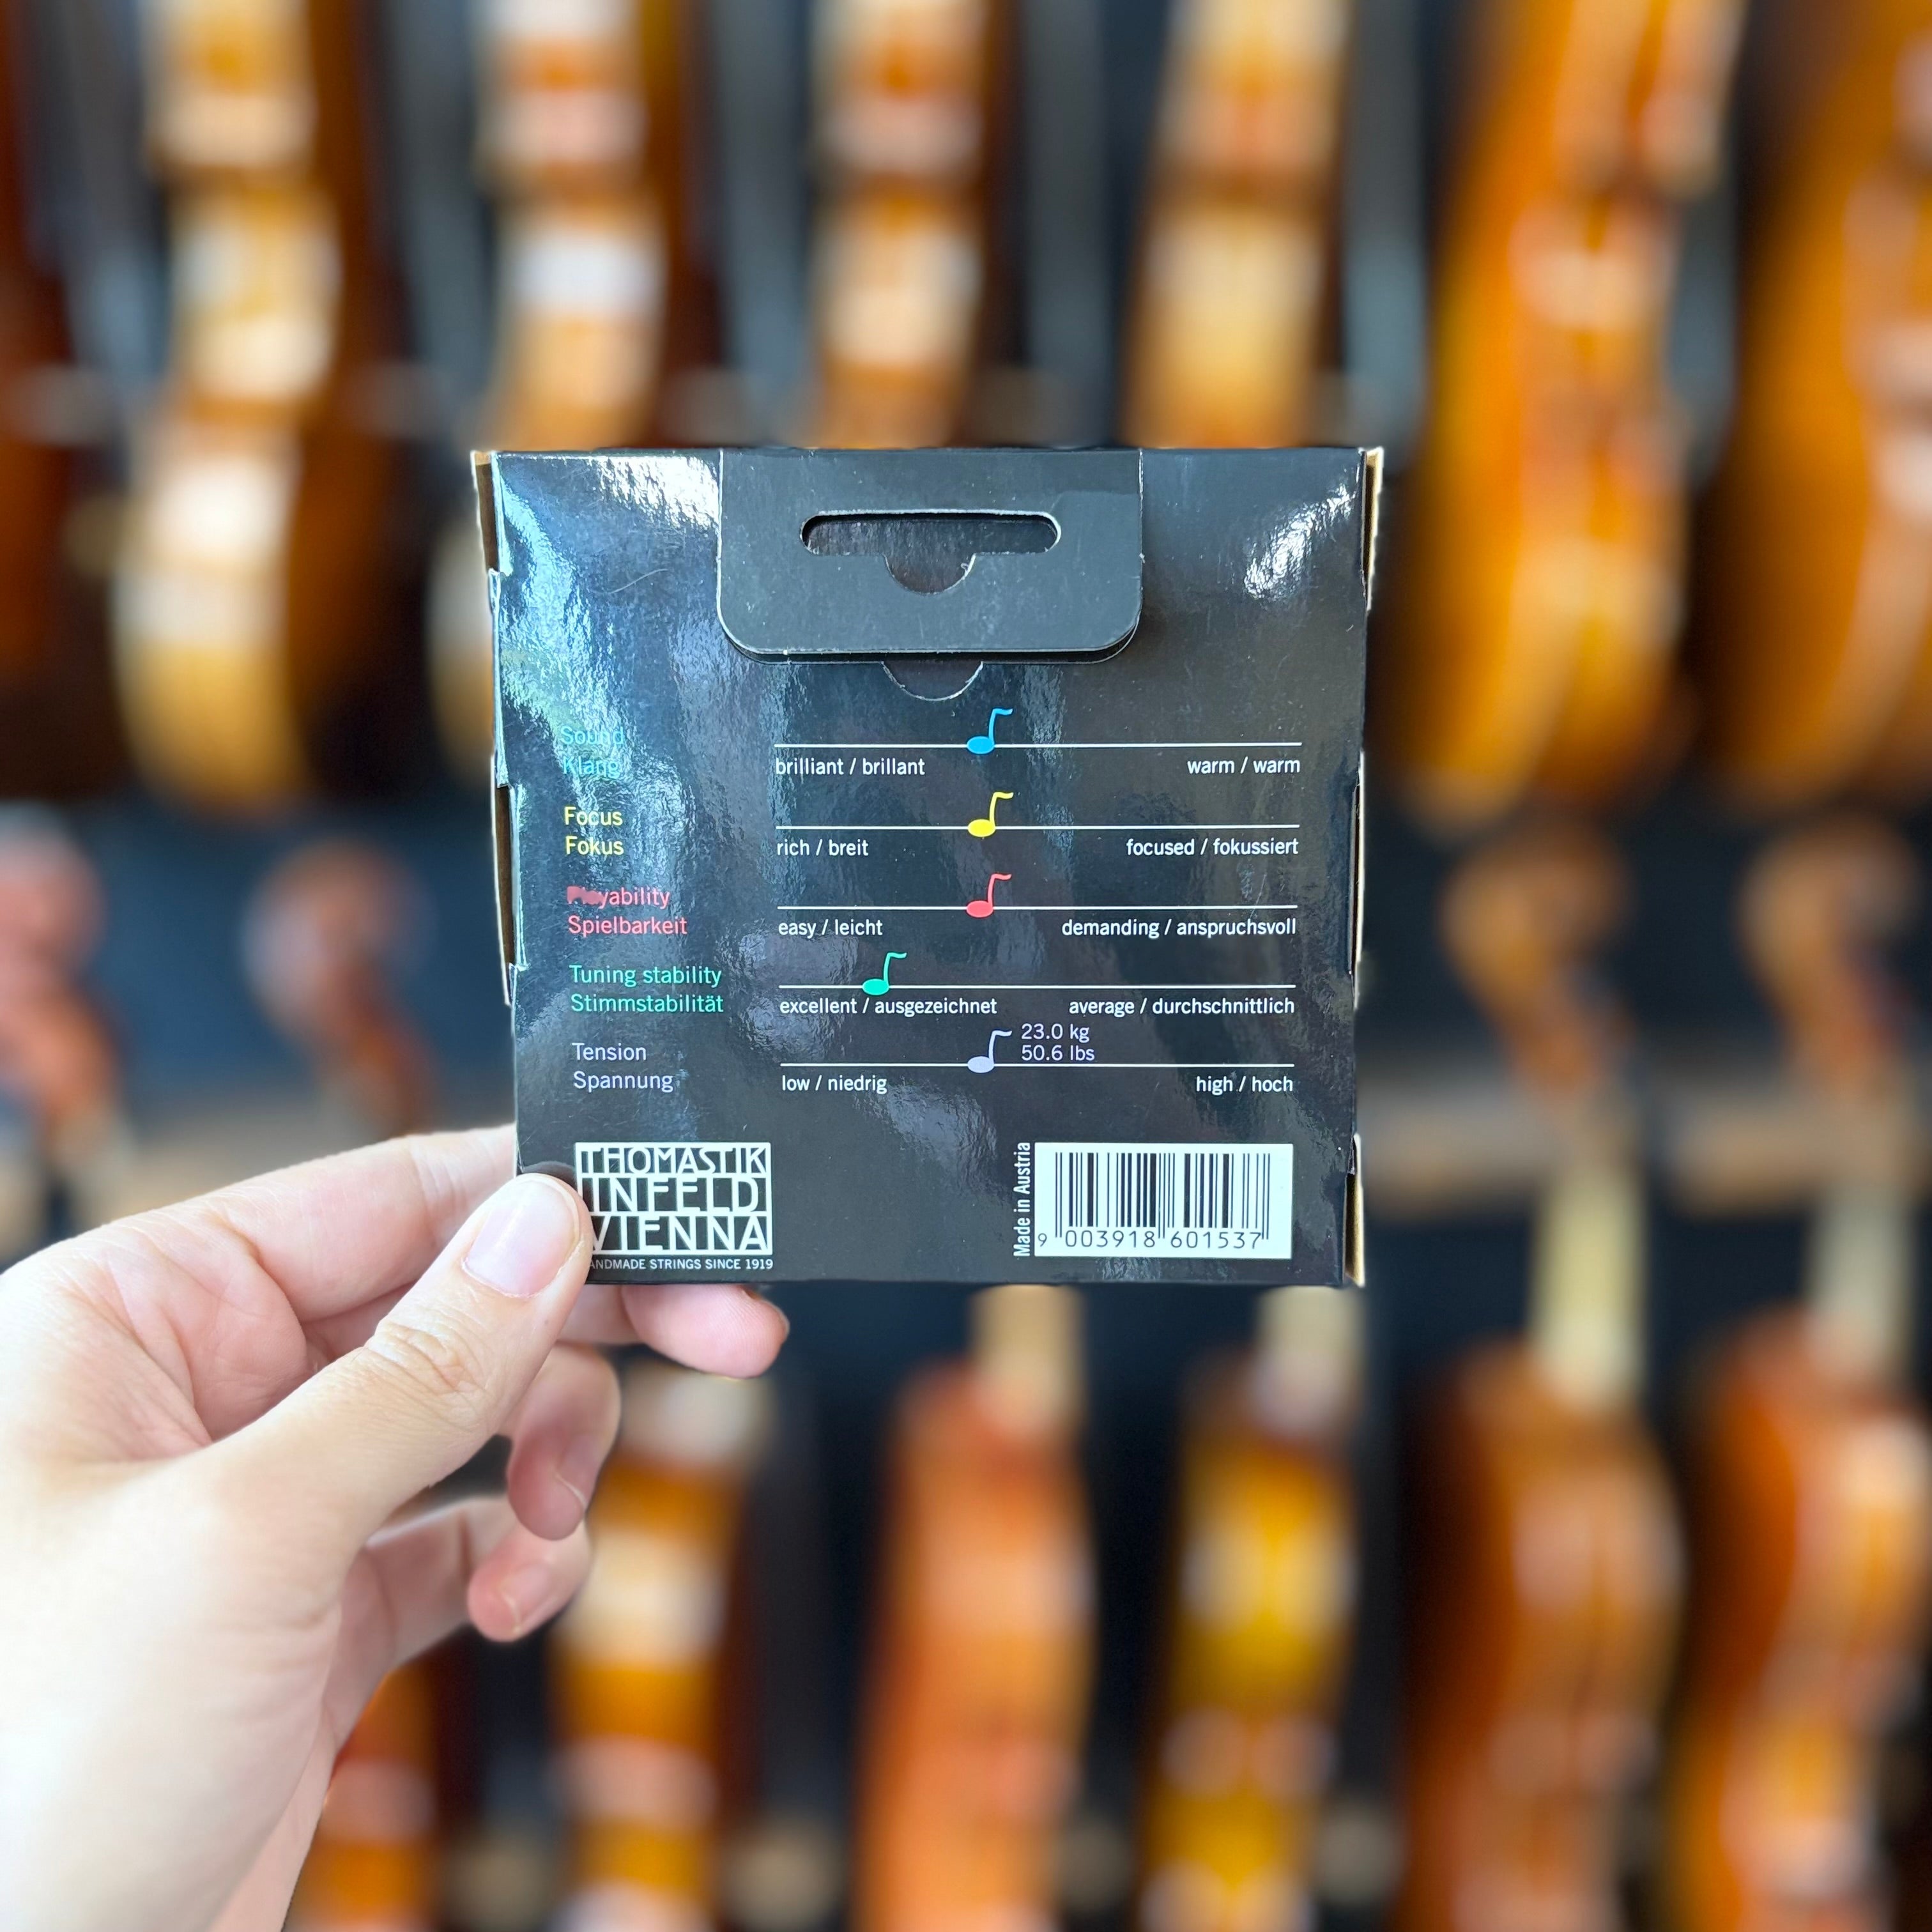 Sound
Klang
brilliant / brillant
warm / warm
Focus
Fokus
rich / breit
focused / fokussiert
Playability
Spielbarkeit
easy / leicht
demanding / anspruchsvoll
Tuning stability
Stimmstabilität
excellent / ausgezeichnet
average / durchschnittlich
Tension
Spannung
23.0 kg
50.6 lbs
low / niedrig
high / hoch
THOMASTIK
INFELD
VIENNA
HANDMADE STRINGS SINCE 1919
Made in Austria
9 003918 601537